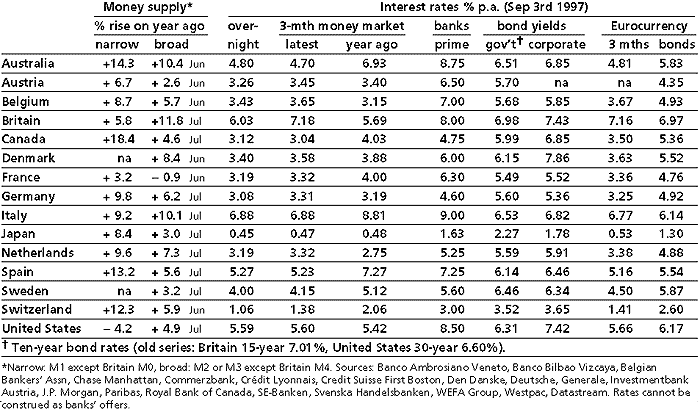 Money supply* Interest rates % p.a. (Sep 3rd 1997)
% rise on year ago over- 3-mth money market banks bond yields Eurocurrency
narrow broad night latest year ago prime gov't† corporate 3 mths bonds
Australia +14.3 +10.4 Jun 4.80 4.70 6.93 8.75 6.51 6.85 4.81 5.83
Austria + 6.7 + 2.6 Jun 3.26 3.45 3.40 6.50 5.70 na na 4.35
Belgium + 8.7 + 5.7 Jun 3.43 3.65 3.15 7.00 5.68 5.85 3.67 4.93
Britain + 5.8 +11.8 Jul 6.03 7.18 5.69 8.00 6.98 7.43 7.16 6.97
Canada +18.4 + 4.6 Jul 3.12 3.04 4.03 4.75 5.99 6.85 3.50 5.36
Denmark na + 8.4 Jun 3.40 3.58 3.88 6.00 6.15 7.86 3.63 5.52
France + 3.2 – 0.9 Jun 3.19 3.32 4.00 6.30 5.49 5.52 3.36 4.76
Germany + 9.8 + 6.2 Jul 3.08 3.31 3.19 4.60 5.60 5.36 3.25 4.92
Italy + 9.2 +10.1 Jul 6.88 6.88 8.81 9.00 6.53 6.82 6.77 6.14
Japan + 8.4 + 3.0 Jul 0.45 0.47 0.48 1.63 2.27 1.78 0.53 1.30
Netherlands + 9.6 + 7.3 Jul 3.19 3.32 2.75 5.25 5.59 5.91 3.38 4.88
Spain +13.2 + 5.6 Jul 5.27 5.23 7.27 7.25 6.14 6.46 5.16 5.54
Sweden na + 3.2 Jul 4.00 4.15 5.12 5.60 6.46 6.34 4.50 5.87
Switzerland +12.3 + 5.9 Jun 1.06 1.38 2.06 3.00 3.52 3.65 1.41 2.60
United States – 4.2 + 4.9 Jul 5.59 5.60 5.42 8.50 6.31 7.42 5.66 6.17
† Ten-year bond rates (old series: Britain 15-year 7.01%, United States 30-year 6.60%).
*Narrow: M1 except Britain M0, broad: M2 or M3 except Britain M4. Sources: Banco Ambrosiano Veneto, Banco Bilbao Vizcaya, Belgian
Bankers' Assn, Chase Manhattan, Commerzbank, Crédit Lyonnais, Credit Suisse First Boston, Den Danske, Deutsche, Generale, Investmentbank
Austria, J.P. Morgan, Paribas, Royal Bank of Canada, SE-Banken, Svenska Handelsbanken, WEFA Group, Westpac, Datastream. Rates cannot be
construed as banks' offers.